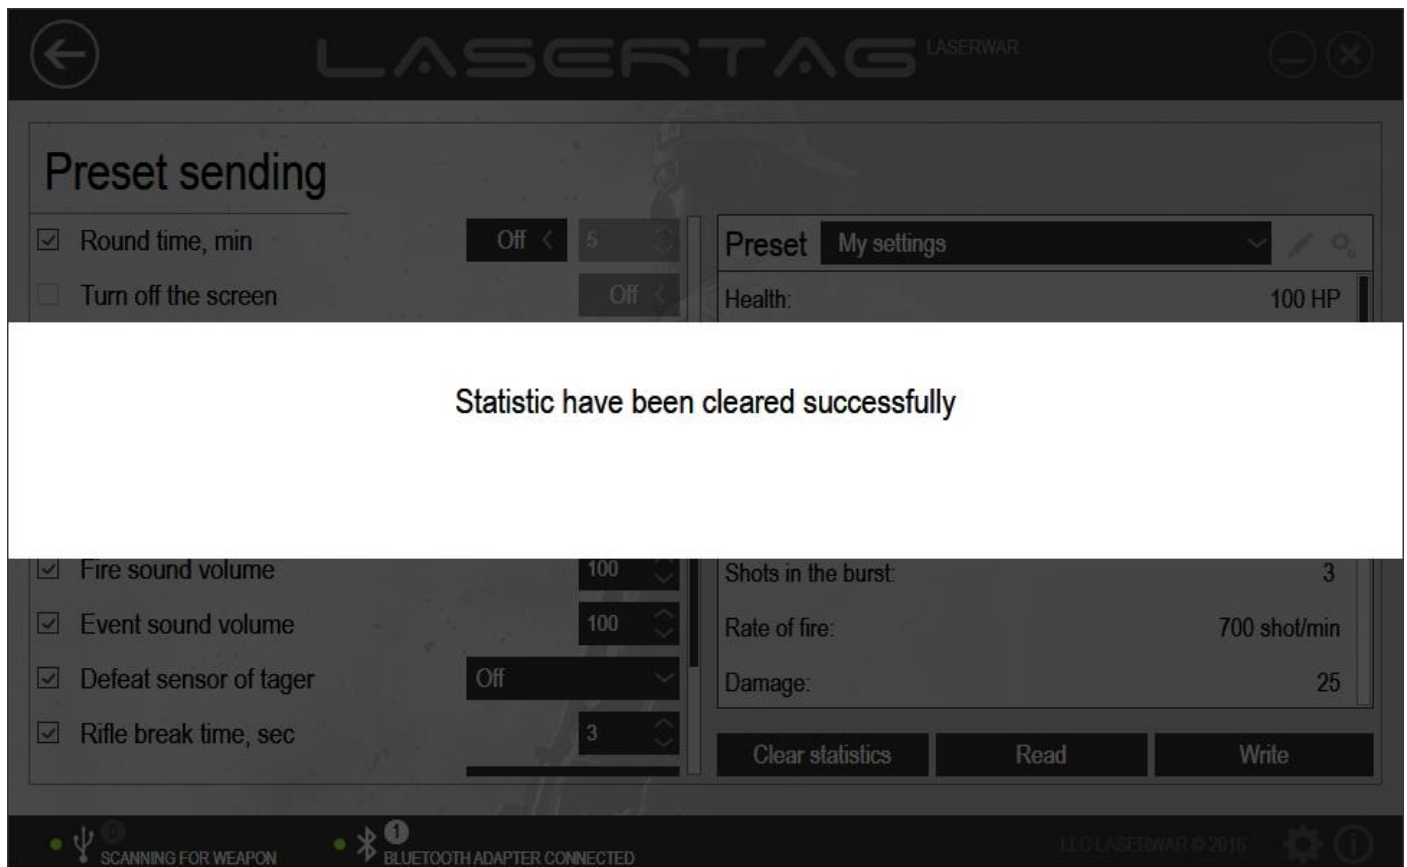 LASERTAG LASERWAR
Preset sending
Round time, min Off < 5
Turn off the screen Off <
Preset My settings
Health: 100 HP
Statistic have been cleared successfully
Fire sound volume 100
Event sound volume 100
Defeat sensor of tager Off
Rifle break time, sec 3
Shots in the burst: 3
Rate of fire: 700 shot/min
Damage: 25
Clear statistics Read Write
0
SCANNING FOR WEAPON
1
BLUETOOTH ADAPTER CONNECTED
LLC LASERWAR © 2016